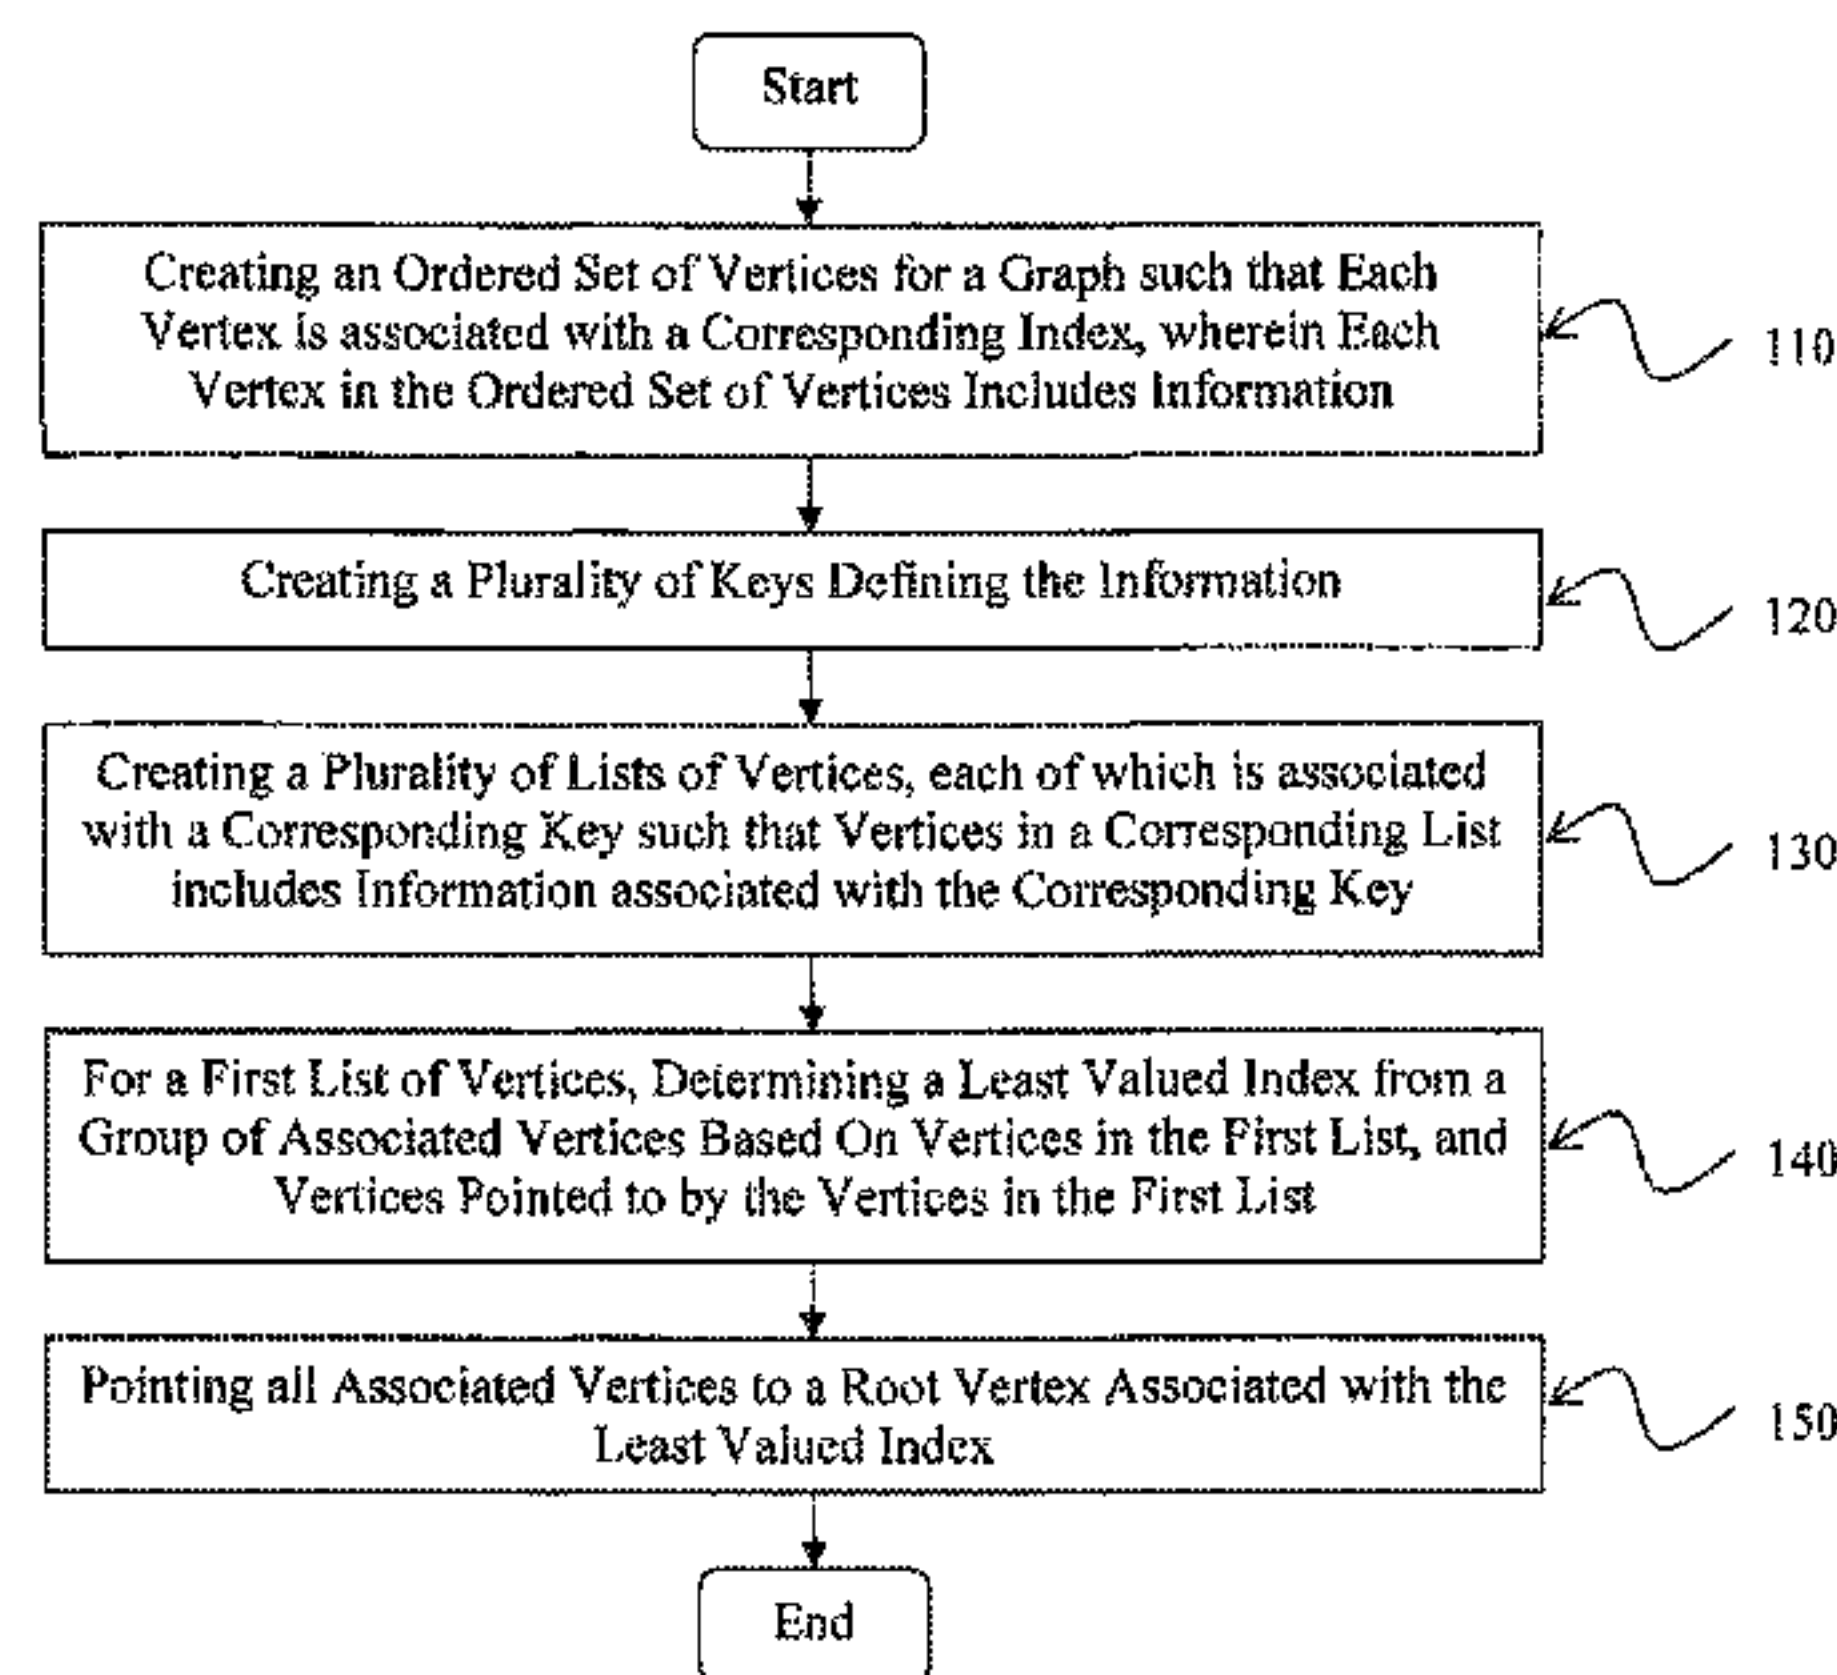 Start
Creating an Ordered Set of Vertices for a Graph such that Each
Vertex is associated with a Corresponding Index, wherein Each
Vertex in the Ordered Set of Vertices Includes Information
110
Creating a Plurality of Keys Defining the Information
120
Creating a Plurality of Lists of Vertices, each of which is associated
with a Corresponding Key such that Vertices in a Corresponding List
includes Information associated with the Corresponding Key
130
For a First List of Vertices, Determining a Least Valued Index from a
Group of Associated Vertices Based On Vertices in the First List, and
Vertices Pointed to by the Vertices in the First List
140
Pointing all Associated Vertices to a Root Vertex Associated with the
Least Valued Index
150
End